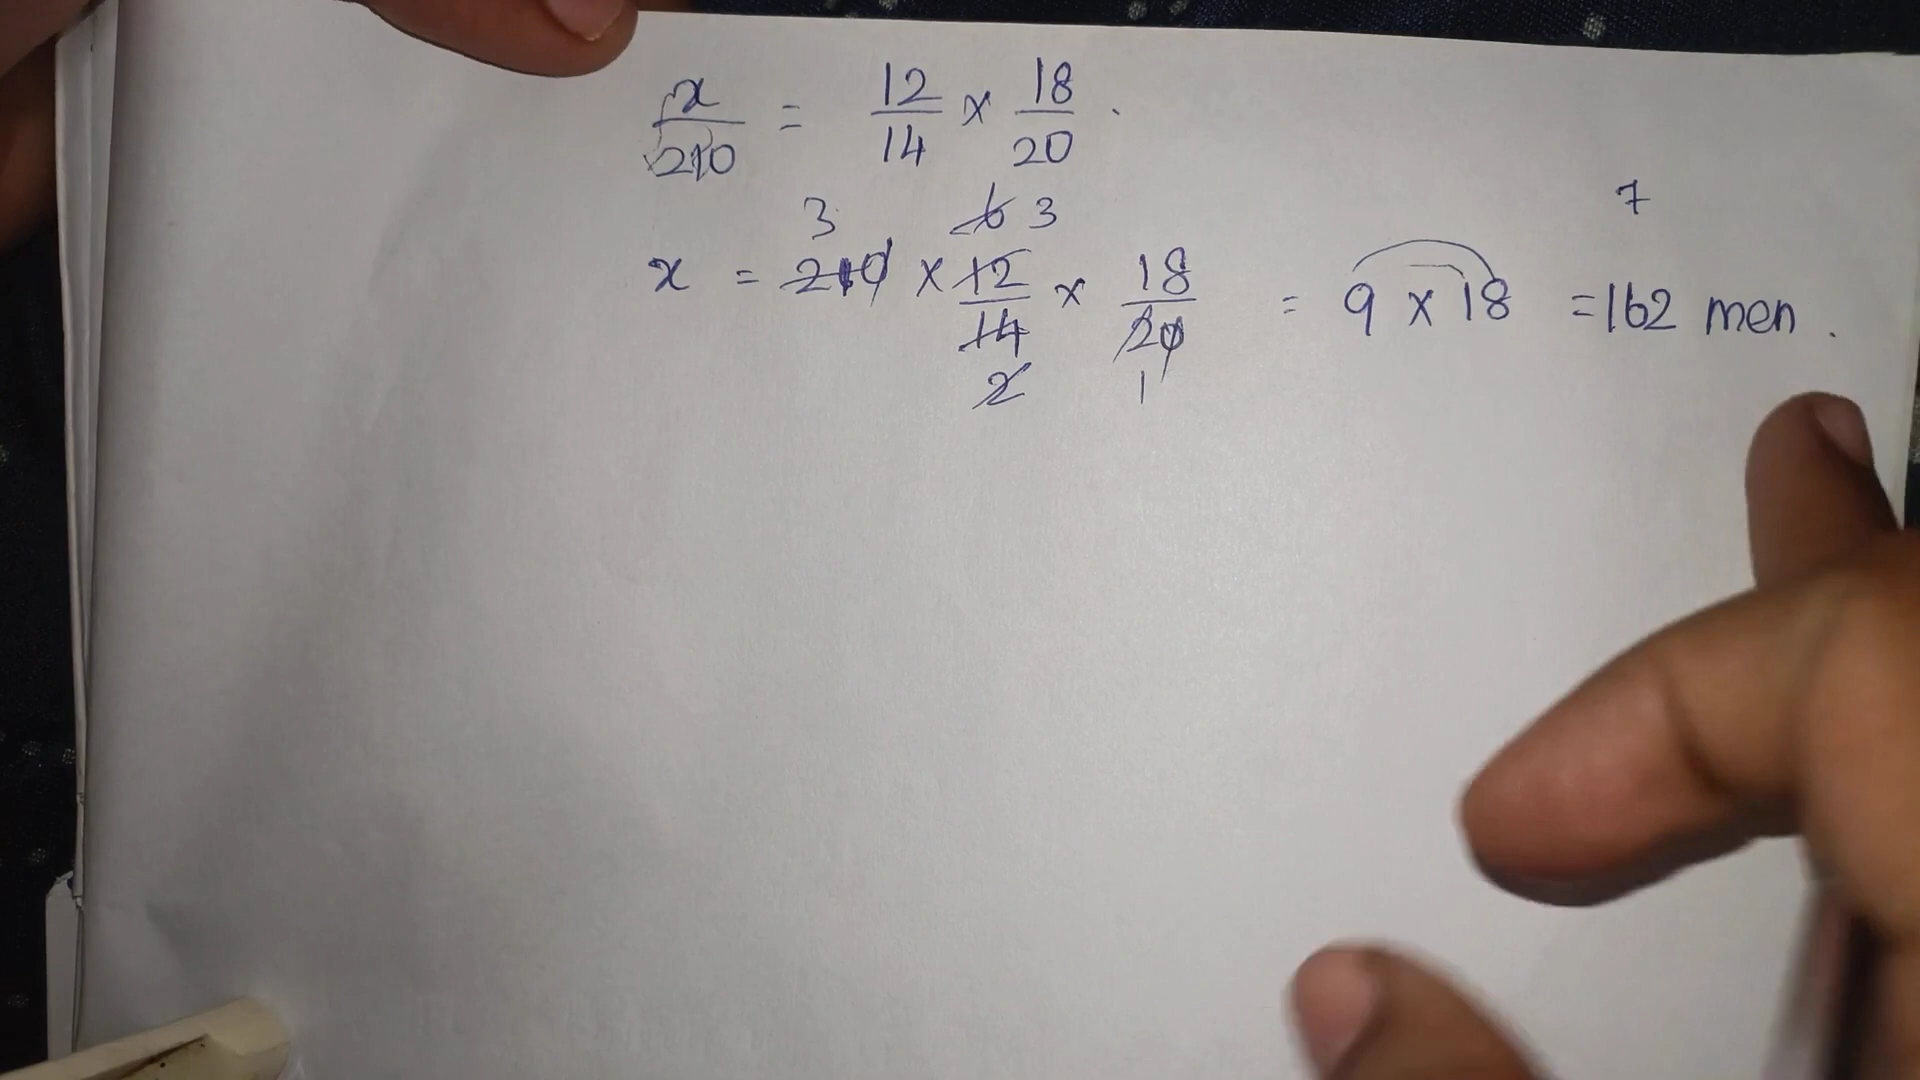 x/210 = 12/14 × 18/20 .
7
3 6 3
x = 210 × 12/14 × 18/20 = 9 × 18 = 162 men .
2 1